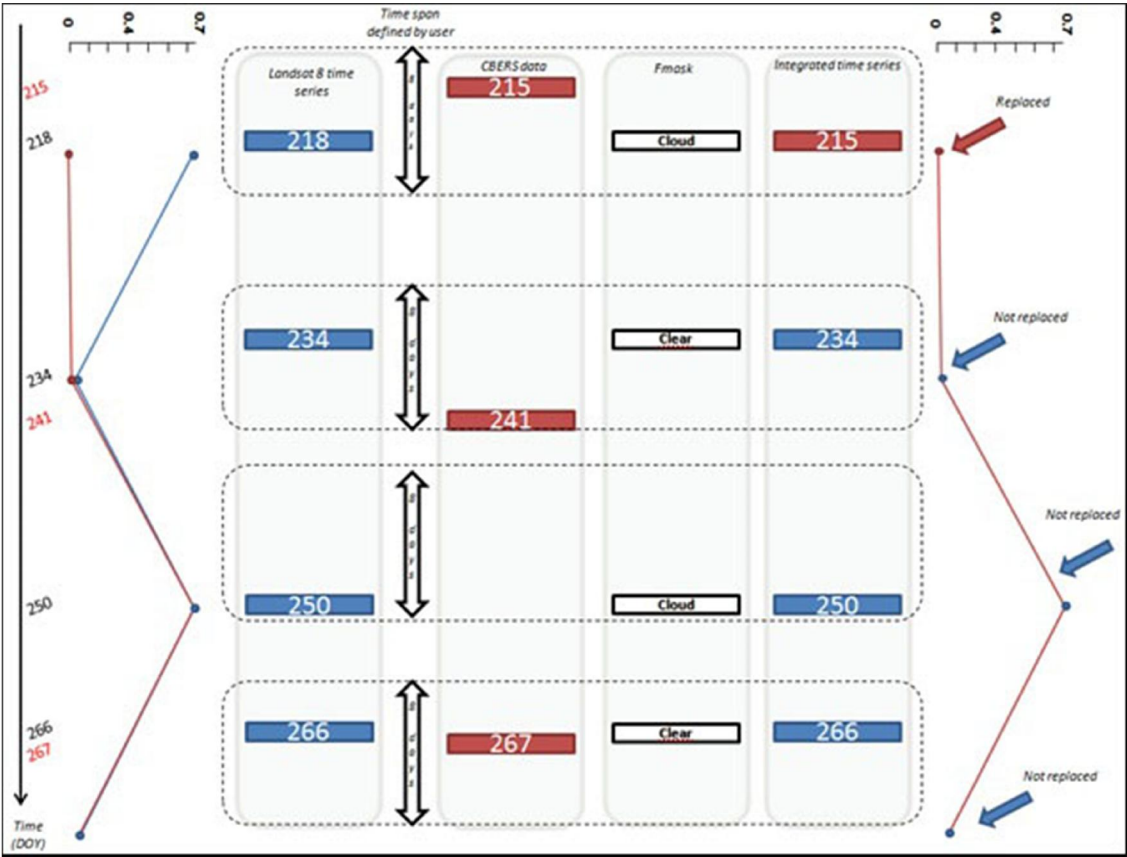 0
0.4
0.7
Time span
defined by user
0
0.4
0.7
Landsat 8 time
series
CBERS data
Fmask
Integrated time series
215
218
215
218
Cloud
215
Replaced
234
241
234
Clear
234
241
Not replaced
250
250
Cloud
250
Not replaced
266
267
266
267
Clear
266
Not replaced
Time
(DOY)